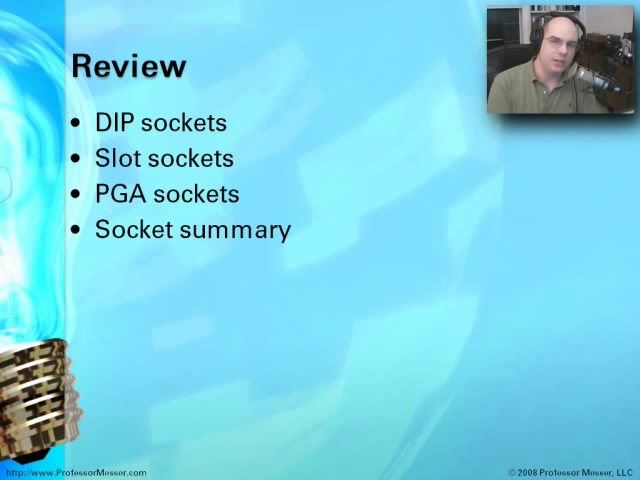 Review
• DIP sockets
• Slot sockets
• PGA sockets
• Socket summary
http://www.ProfessorMesser.com
© 2008 Professor Messer, LLC